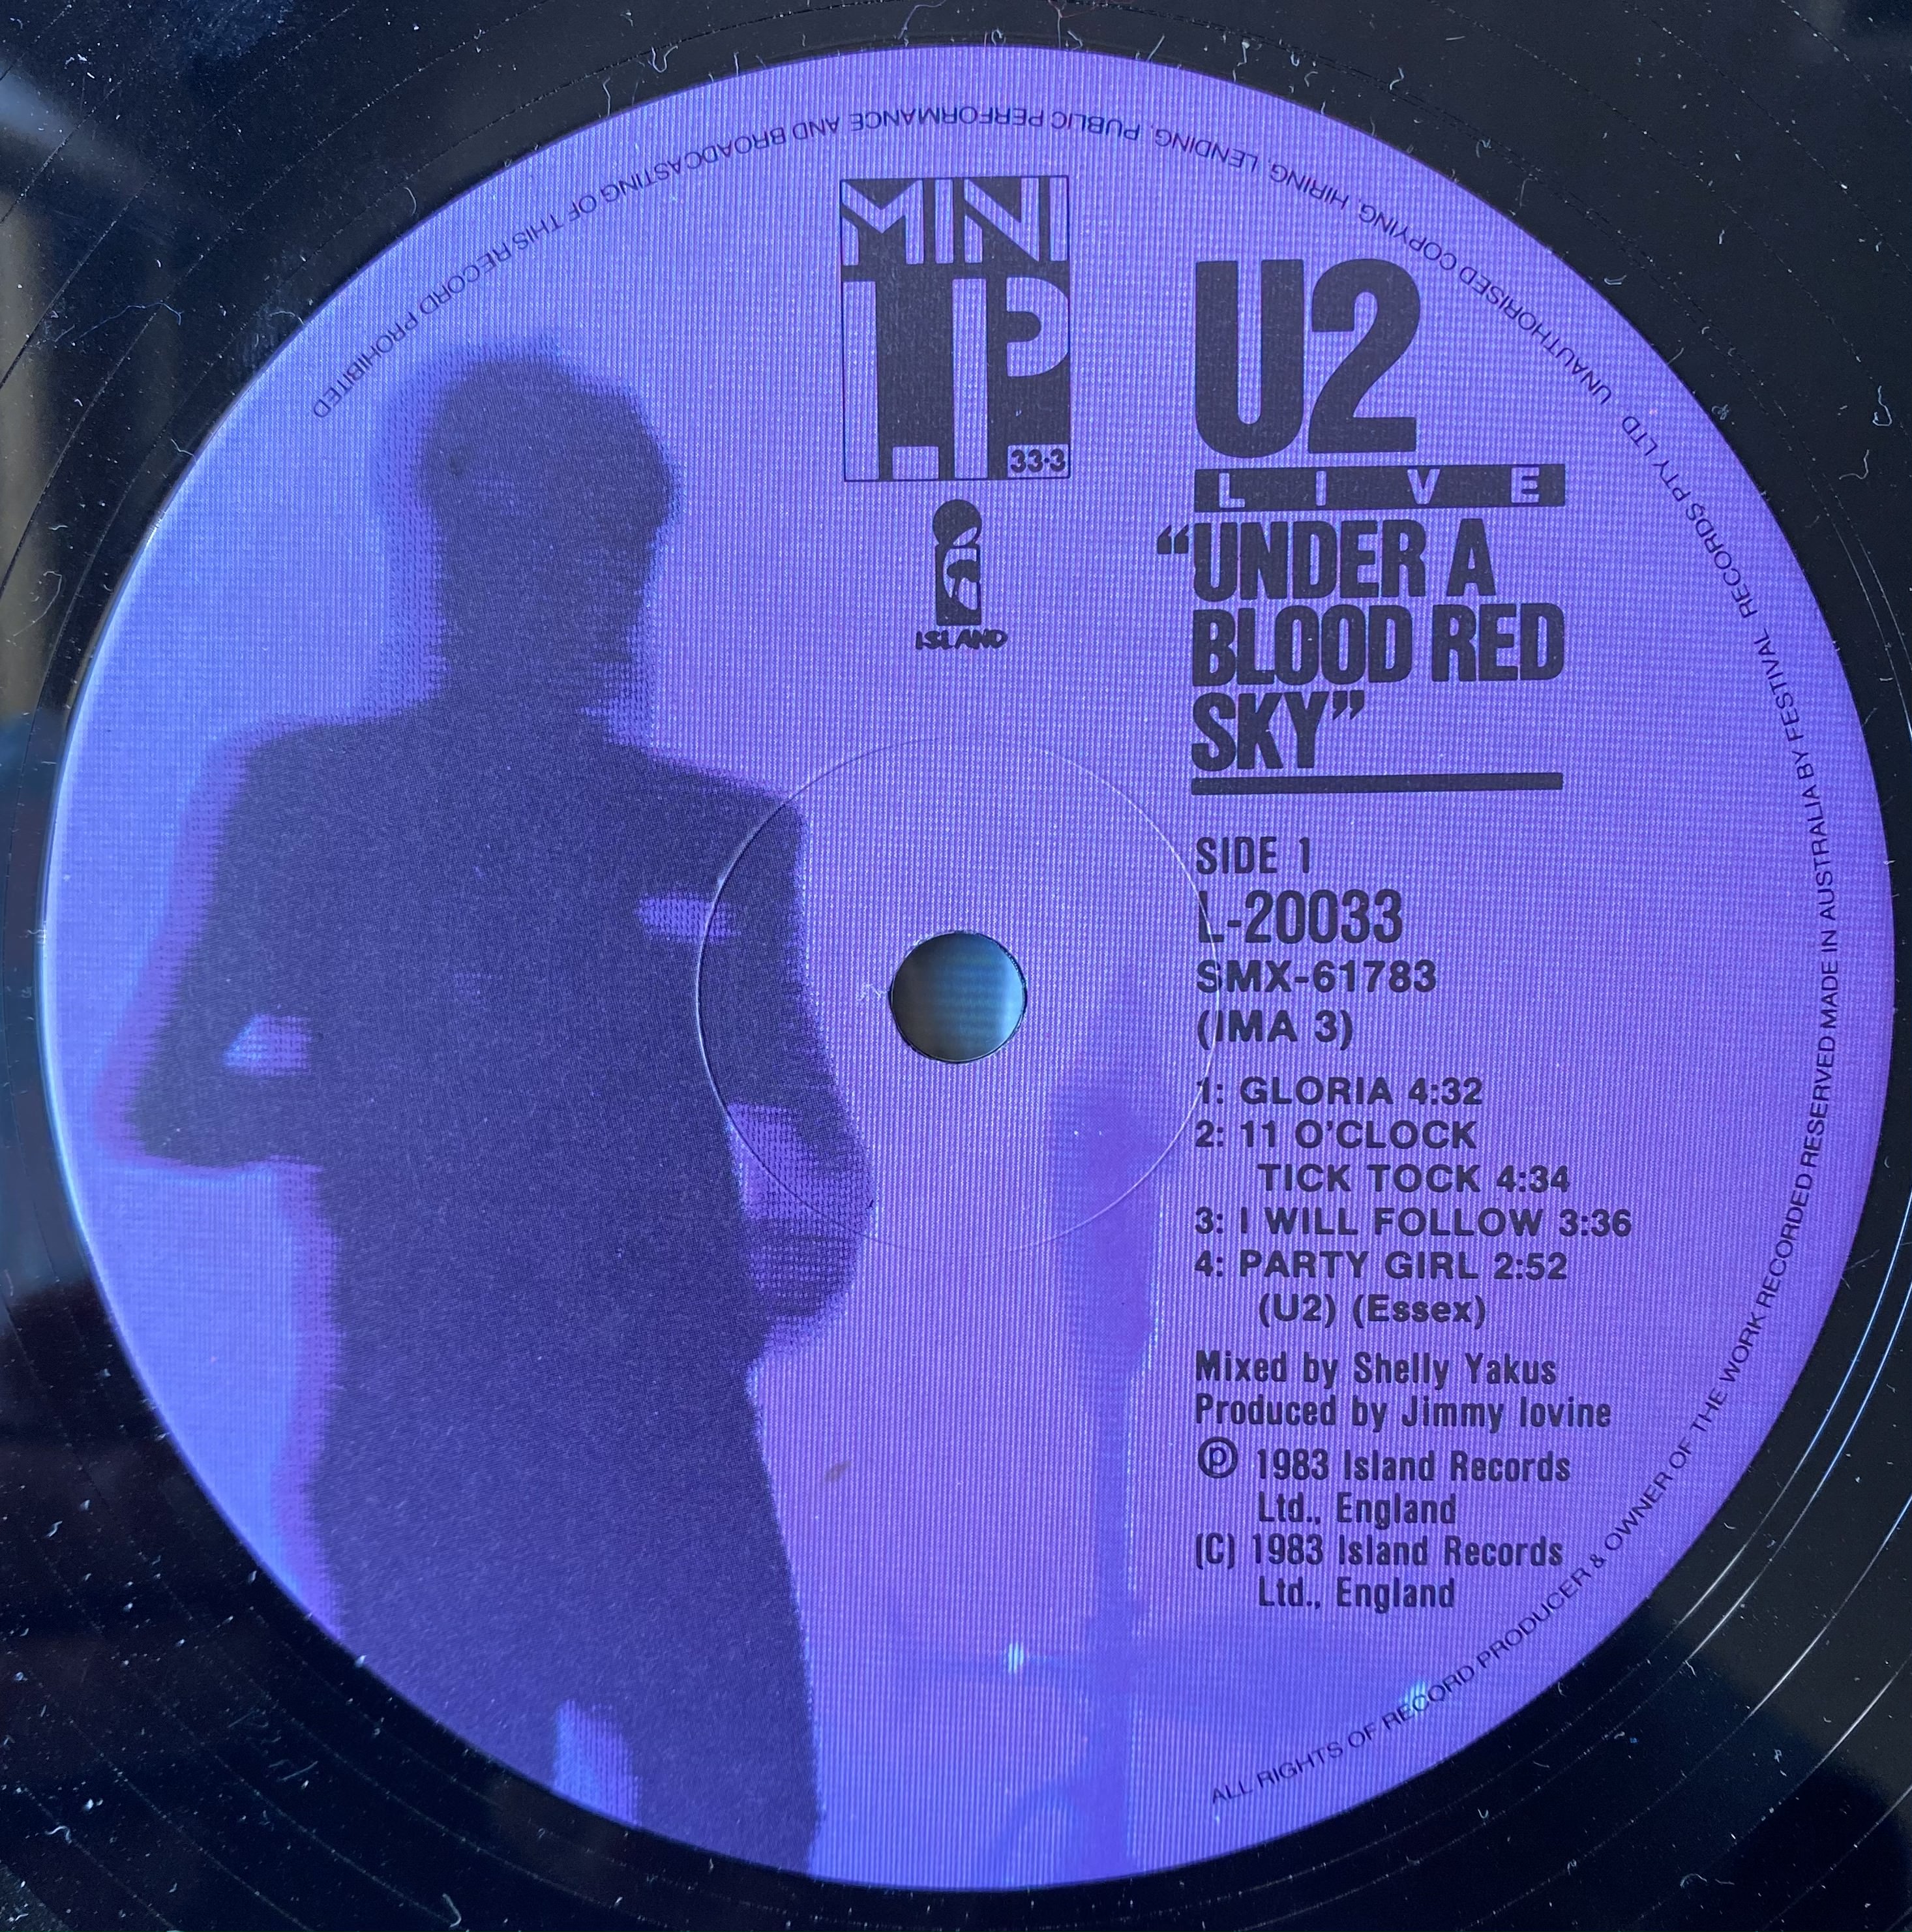 MINI
LP
33·3
ISLAND
U2
LIVE
“UNDER A
BLOOD RED
SKY”
SIDE 1
L-20033
SMX-61783
(IMA 3)
1: GLORIA 4:32
2: 11 O'CLOCK
TICK TOCK 4:34
3: I WILL FOLLOW 3:36
4: PARTY GIRL 2:52
(U2) (Essex)
Mixed by Shelly Yakus
Produced by Jimmy Iovine
Ⓟ 1983 Island Records
Ltd., England
(C) 1983 Island Records
Ltd., England
ALL RIGHTS OF RECORD PRODUCER & OWNER OF THE WORK RECORDED RESERVED MADE IN AUSTRALIA BY FESTIVAL RECORDS PTY LTD UNAUTHORISED COPYING, HIRING, LENDING, PUBLIC PERFORMANCE AND BROADCASTING OF THIS RECORD PROHIBITED